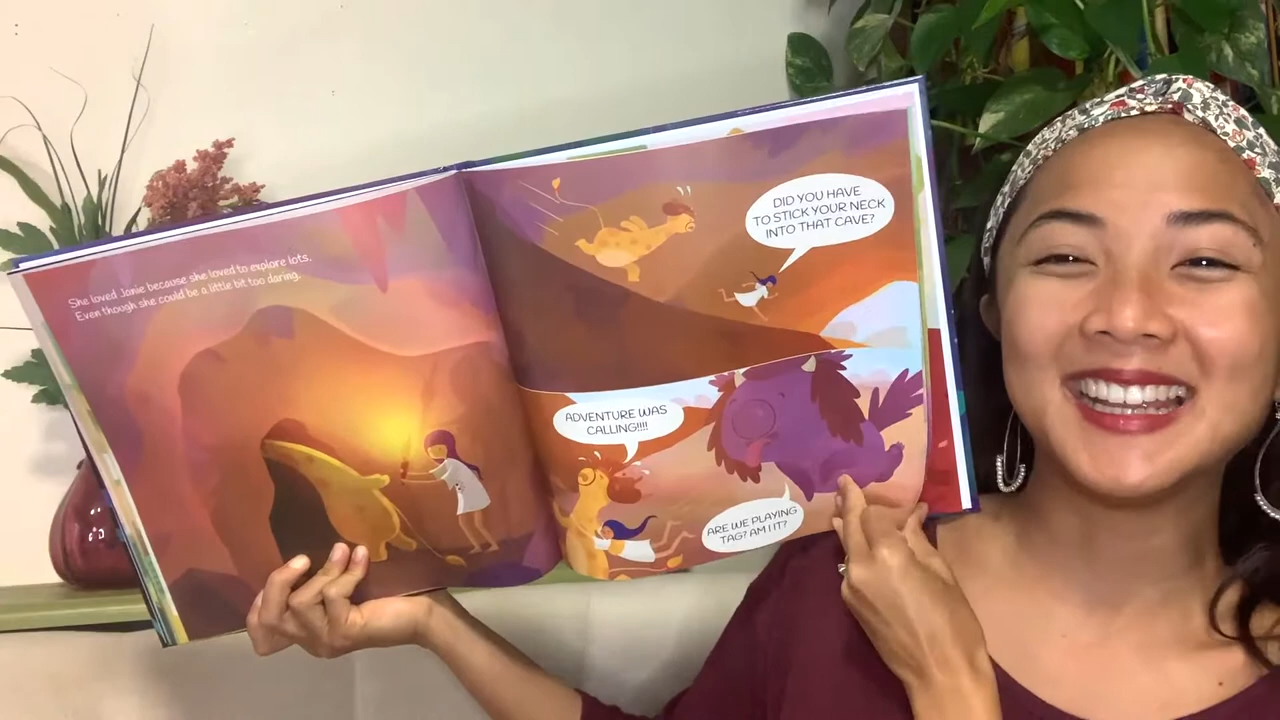 She loved Janie because she loved to explore lots,
Even though she could be a little bit too daring.
DID YOU HAVE
TO STICK YOUR NECK
INTO THAT CAVE?
ADVENTURE WAS
CALLING!!!!
ARE WE PLAYING
TAG? AM I IT?